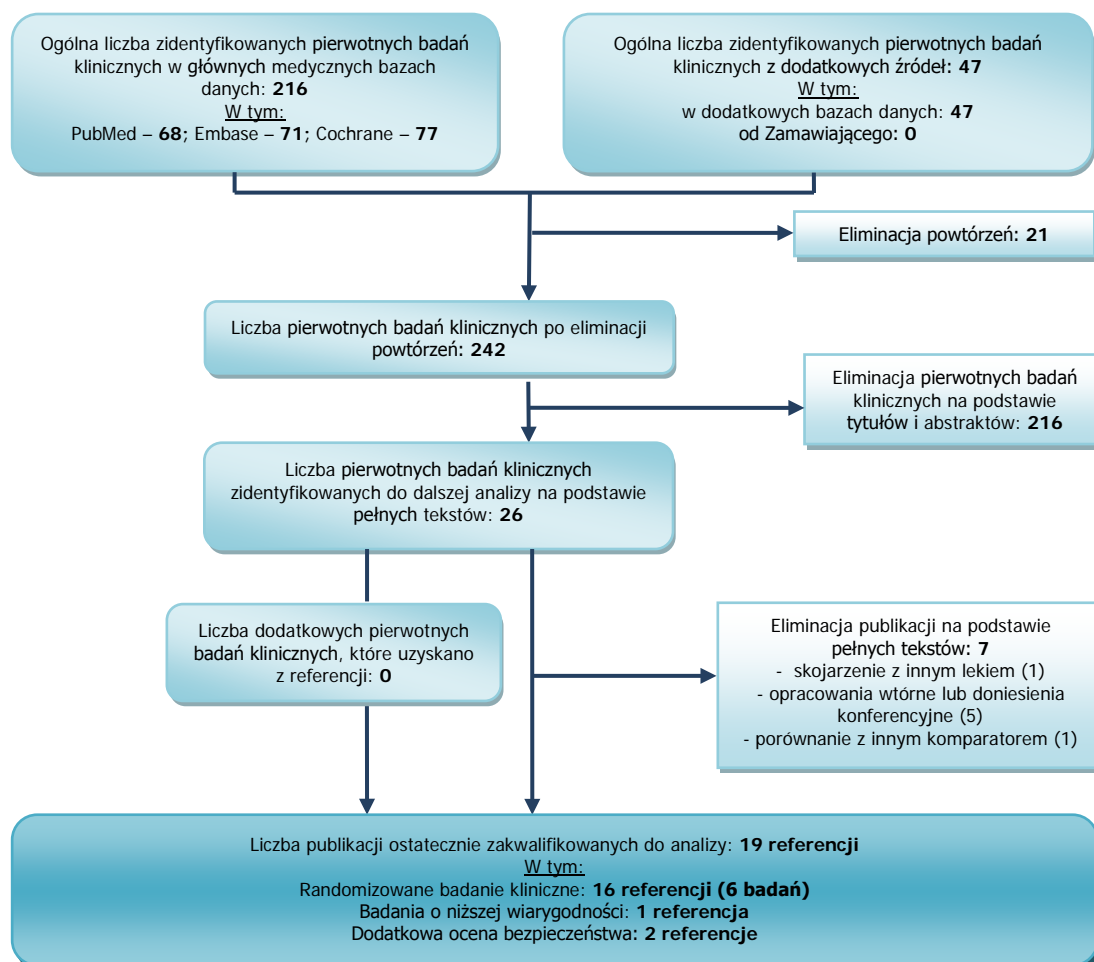 Ogólna liczba zidentyfikowanych pierwotnych badań
klinicznych w głównych medycznych bazach
danych: 216
W tym:
PubMed – 68; Embase – 71; Cochrane – 77
Ogólna liczba zidentyfikowanych pierwotnych badań
klinicznych z dodatkowych źródeł: 47
W tym:
w dodatkowych bazach danych: 47
od Zamawiającego: 0
Eliminacja powtórzeń: 21
Liczba pierwotnych badań klinicznych po eliminacji
powtórzeń: 242
Eliminacja pierwotnych badań
klinicznych na podstawie
tytułów i abstraktów: 216
Liczba pierwotnych badań klinicznych
zidentyfikowanych do dalszej analizy na podstawie
pełnych tekstów: 26
Liczba dodatkowych pierwotnych
badań klinicznych, które uzyskano
z referencji: 0
Eliminacja publikacji na podstawie
pełnych tekstów: 7
- skojarzenie z innym lekiem (1)
- opracowania wtórne lub doniesienia
konferencyjne (5)
- porównanie z innym komparatorem (1)
Liczba publikacji ostatecznie zakwalifikowanych do analizy: 19 referencji
W tym:
Randomizowane badanie kliniczne: 16 referencji (6 badań)
Badania o niższej wiarygodności: 1 referencja
Dodatkowa ocena bezpieczeństwa: 2 referencje